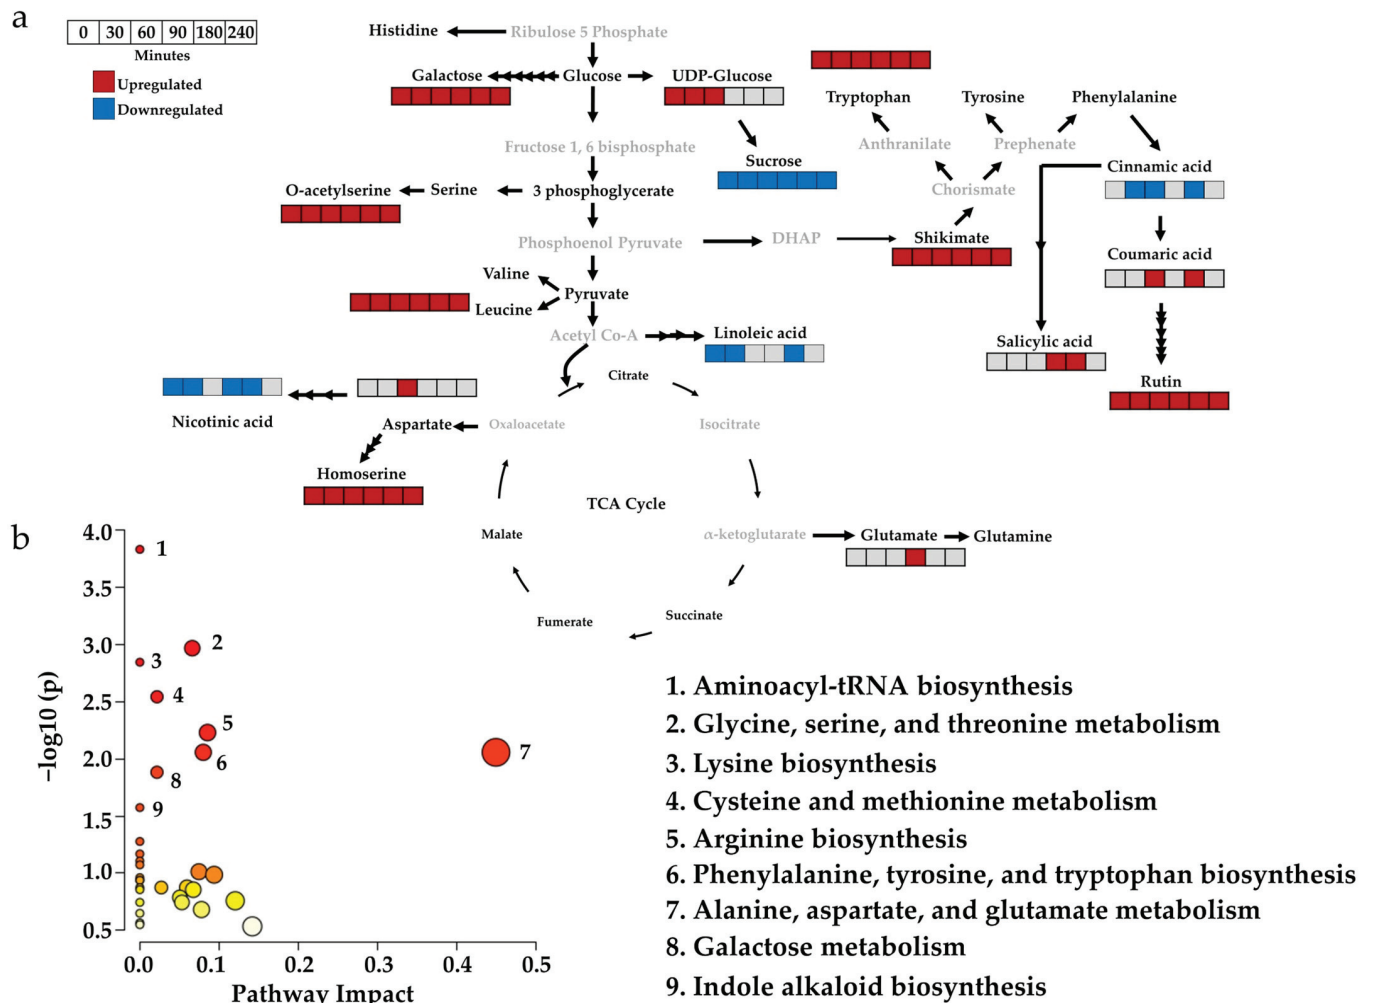 a
0 30 60 90 180 240
Minutes
Upregulated
Downregulated
Histidine
Ribulose 5 Phosphate
Galactose
Glucose
UDP-Glucose
Tryptophan
Tyrosine
Phenylalanine
Fructose 1, 6 bisphosphate
Anthranilate
Prephenate
Sucrose
Cinnamic acid
O-acetylserine
Serine
3 phosphoglycerate
Chorismate
Phosphoenol Pyruvate
DHAP
Shikimate
Coumaric acid
Valine
Pyruvate
Leucine
Acetyl Co-A
Linoleic acid
Salicylic acid
Citrate
Rutin
Nicotinic acid
Aspartate
Oxaloacetate
Isocitrate
Homoserine
TCA Cycle
Malate
α-ketoglutarate
Glutamate
Glutamine
Fumerate
Succinate
b
4.0
3.5
3.0
2.5
2.0
1.5
1.0
0.5
–log10 (p)
1
2
3
4
5
6
7
8
9
0.0 0.1 0.2 0.3 0.4 0.5
Pathway Impact
1. Aminoacyl-tRNA biosynthesis
2. Glycine, serine, and threonine metabolism
3. Lysine biosynthesis
4. Cysteine and methionine metabolism
5. Arginine biosynthesis
6. Phenylalanine, tyrosine, and tryptophan biosynthesis
7. Alanine, aspartate, and glutamate metabolism
8. Galactose metabolism
9. Indole alkaloid biosynthesis